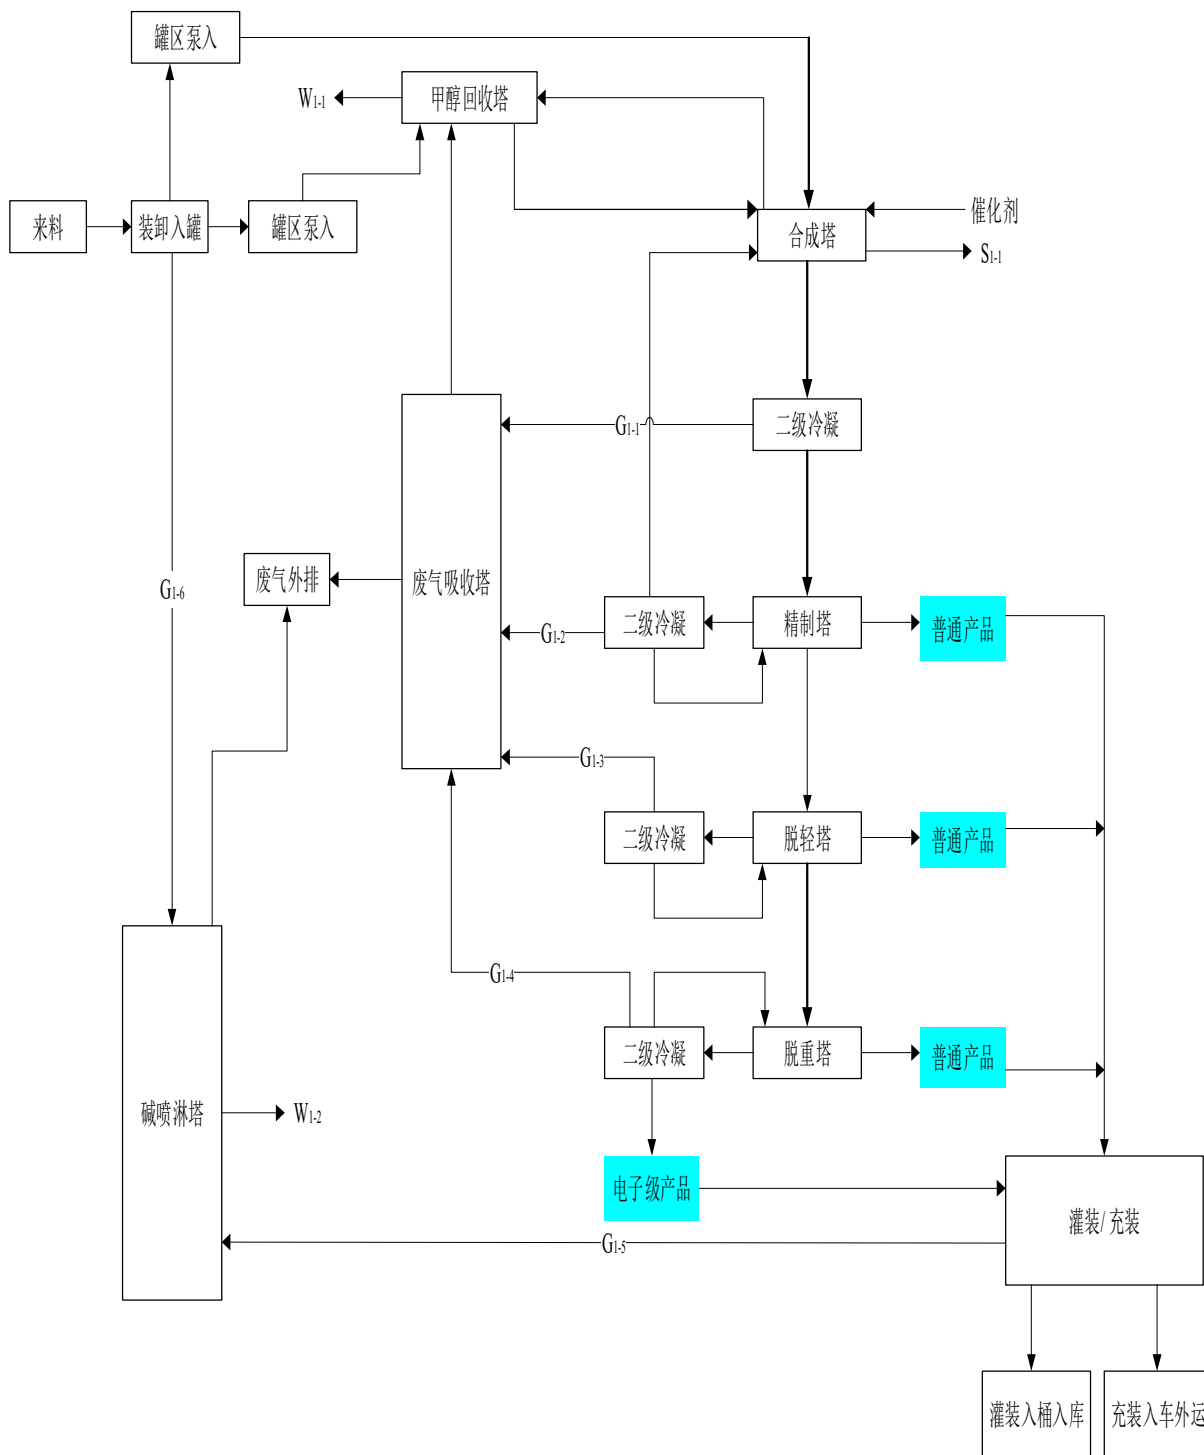 罐区泵入
甲醇回收塔
W1-1
来料
装卸入罐
罐区泵入
催化剂
合成塔
S1-1
二级冷凝
G1-1
废气吸收塔
废气外排
G1-6
二级冷凝
精制塔
普通产品
G1-2
G1-3
二级冷凝
脱轻塔
普通产品
G1-4
二级冷凝
脱重塔
普通产品
碱喷淋塔
W1-2
电子级产品
灌装/充装
G1-5
灌装入桶入库
充装入车外运